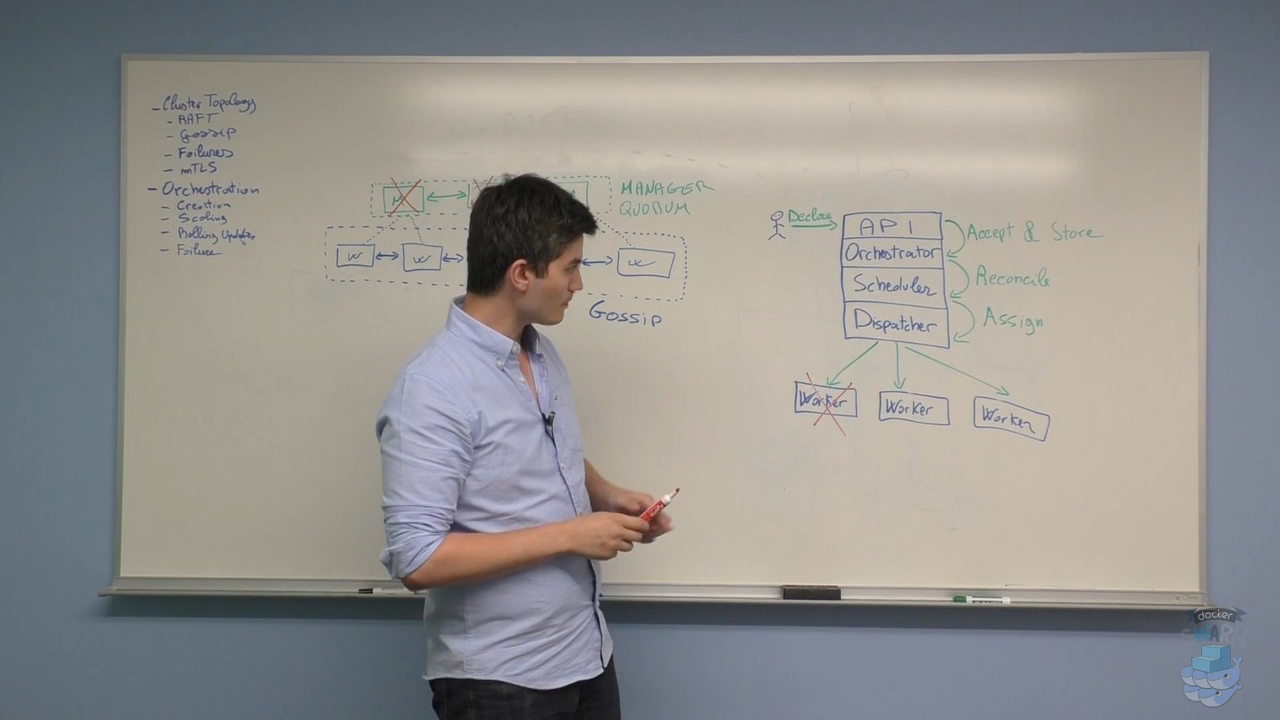 - Cluster Topology
- RAFT
- Gossip
- Failures
- mTLS
- Orchestration
- Creation
- Scaling
- Rolling Updates
- Failure
M
MANAGER
QUORUM
W
W
W
Gossip
Declare
API
Orchestrator
Scheduler
Dispatcher
Accept & Store
Reconcile
Assign
Worker
Worker
Worker
docker
SWARM